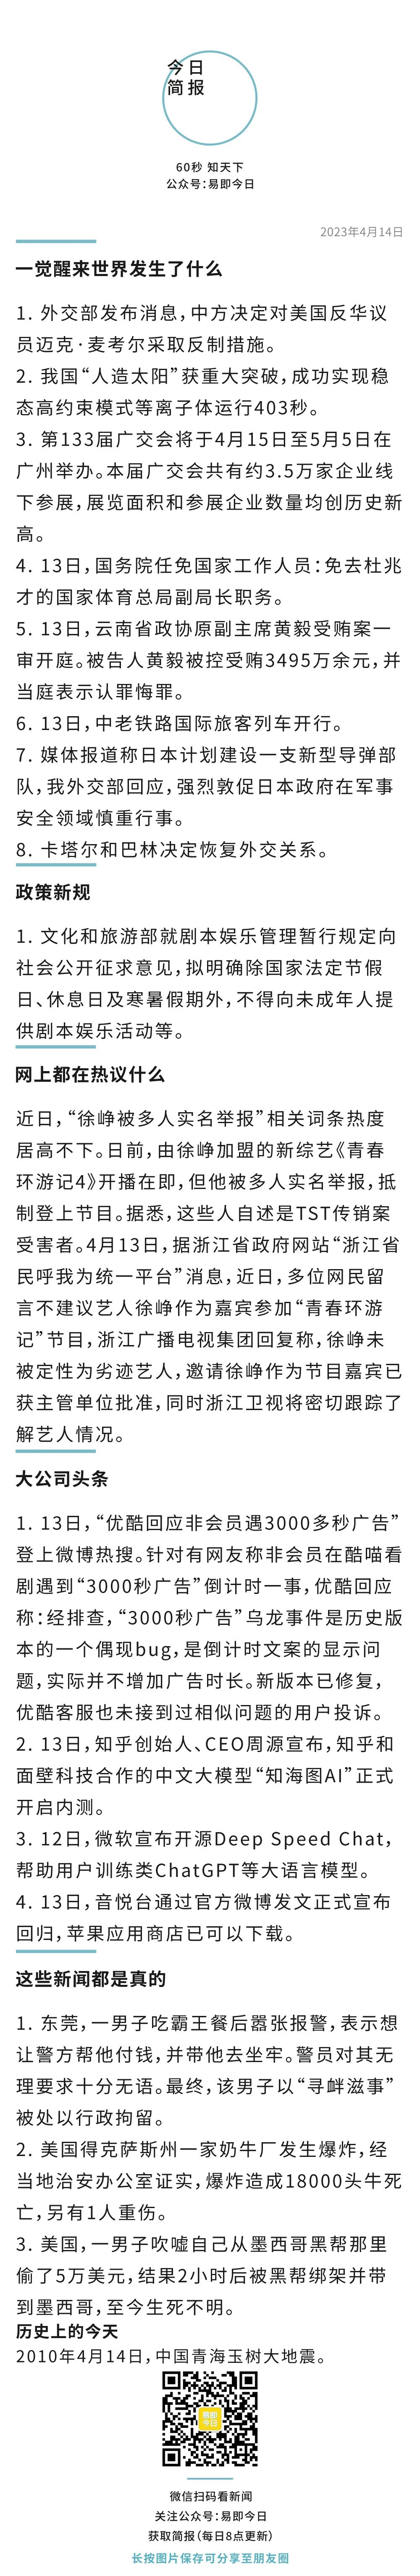 今日
简报
60秒 知天下
公众号：易即今日
2023年4月14日
一觉醒来世界发生了什么
1. 外交部发布消息，中方决定对美国反华议
员迈克·麦考尔采取反制措施。
2. 我国“人造太阳”获重大突破，成功实现稳
态高约束模式等离子体运行403秒。
3. 第133届广交会将于4月15日至5月5日在
广州举办。本届广交会共有约3.5万家企业线
下参展，展览面积和参展企业数量均创历史新
高。
4. 13日，国务院任免国家工作人员：免去杜兆
才的国家体育总局副局长职务。
5. 13日，云南省政协原副主席黄毅受贿案一
审开庭。被告人黄毅被控受贿3495万余元，并
当庭表示认罪悔罪。
6. 13日，中老铁路国际旅客列车开行。
7. 媒体报道称日本计划建设一支新型导弹部
队，我外交部回应，强烈敦促日本政府在军事
安全领域慎重行事。
8. 卡塔尔和巴林决定恢复外交关系。
政策新规
1. 文化和旅游部就剧本娱乐管理暂行规定向
社会公开征求意见，拟明确除国家法定节假
日、休息日及寒暑假期外，不得向未成年人提
供剧本娱乐活动等。
网上都在热议什么
近日，“徐峥被多人实名举报”相关词条热度
居高不下。日前，由徐峥加盟的新综艺《青春
环游记4》开播在即，但他被多人实名举报，抵
制登上节目。据悉，这些人自述是TST传销案
受害者。4月13日，据浙江省政府网站“浙江省
民呼我为统一平台”消息，近日，多位网民留
言不建议艺人徐峥作为嘉宾参加“青春环游
记”节目，浙江广播电视集团回复称，徐峥未
被定性为劣迹艺人，邀请徐峥作为节目嘉宾已
获主管单位批准，同时浙江卫视将密切跟踪了
解艺人情况。
大公司头条
1. 13日，“优酷回应非会员遇3000多秒广告”
登上微博热搜。针对有网友称非会员在酷喵看
剧遇到“3000秒广告”倒计时一事，优酷回应
称：经排查，“3000秒广告”乌龙事件是历史版
本的一个偶现bug，是倒计时文案的显示问
题，实际并不增加广告时长。新版本已修复，
优酷客服也未接到过相似问题的用户投诉。
2. 13日，知乎创始人、CEO周源宣布，知乎和
面壁科技合作的中文大模型“知海图AI”正式
开启内测。
3. 12日，微软宣布开源Deep Speed Chat，
帮助用户训练类ChatGPT等大语言模型。
4. 13日，音悦台通过官方微博发文正式宣布
回归，苹果应用商店已可以下载。
这些新闻都是真的
1. 东莞，一男子吃霸王餐后嚣张报警，表示想
让警方帮他付钱，并带他去坐牢。警员对其无
理要求十分无语。最终，该男子以“寻衅滋事”
被处以行政拘留。
2. 美国得克萨斯州一家奶牛厂发生爆炸，经
当地治安办公室证实，爆炸造成18000头牛死
亡，另有1人重伤。
3. 美国，一男子吹嘘自己从墨西哥黑帮那里
偷了5万美元，结果2小时后被黑帮绑架并带
到墨西哥，至今生死不明。
历史上的今天
2010年4月14日，中国青海玉树大地震。
易即
今日
微信扫码看新闻
关注公众号：易即今日
获取简报（每日8点更新）
长按图片保存可分享至朋友圈